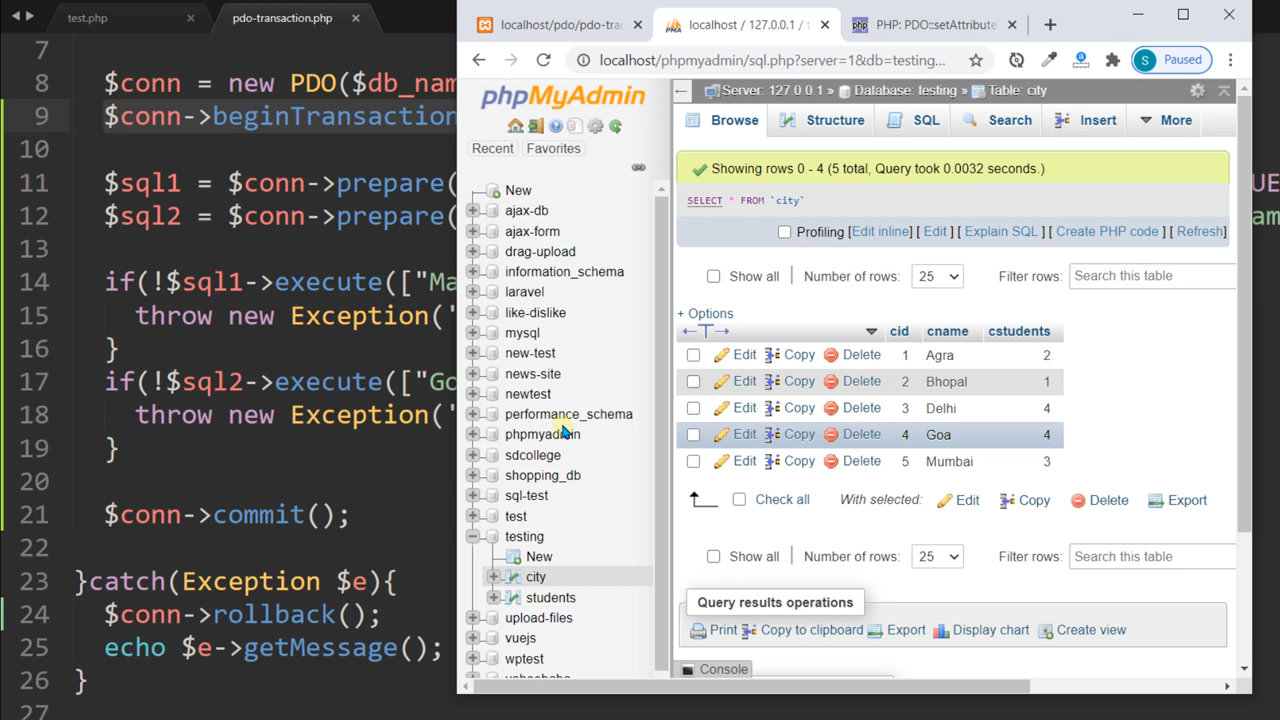 test.php ×
pdo-transaction.php ×
7
8 $conn = new PDO($db_nam
9 $conn->beginTransaction
10
11 $sql1 = $conn->prepare(
12 $sql2 = $conn->prepare(
13
14 if(!$sql1->execute(["Ma
15 throw new Exception('
16 }
17 if(!$sql2->execute(["Go
18 throw new Exception('
19 }
20
21 $conn->commit();
22
23 }catch(Exception $e){
24 $conn->rollback();
25 echo $e->getMessage();
26 }
27
UE
am
localhost/pdo/pdo-tra
localhost / 127.0.0.1 / t
php PHP: PDO::setAttribute
localhost/phpmyadmin/sql.php?server=1&db=testing...
S Paused
phpMyAdmin
Recent Favorites
New
ajax-db
ajax-form
drag-upload
information_schema
laravel
like-dislike
mysql
new-test
news-site
newtest
performance_schema
phpmyadmin
sdcollege
shopping_db
sql-test
test
testing
New
city
students
upload-files
vuejs
wptest
Server: 127.0.0.1 » Database: testing » Table: city
Browse Structure SQL Search Insert More
Showing rows 0 - 4 (5 total, Query took 0.0032 seconds.)
SELECT * FROM `city`
Profiling [Edit inline] [ Edit ] [ Explain SQL ] [ Create PHP code ] [ Refresh]
Show all Number of rows: 25 Filter rows: Search this table
+ Options
←T→ cid cname cstudents
Edit Copy Delete 1 Agra 2
Edit Copy Delete 2 Bhopal 1
Edit Copy Delete 3 Delhi 4
Edit Copy Delete 4 Goa 4
Edit Copy Delete 5 Mumbai 3
Check all With selected: Edit Copy Delete Export
Show all Number of rows: 25 Filter rows: Search this table
Query results operations
Print Copy to clipboard Export Display chart Create view
Console